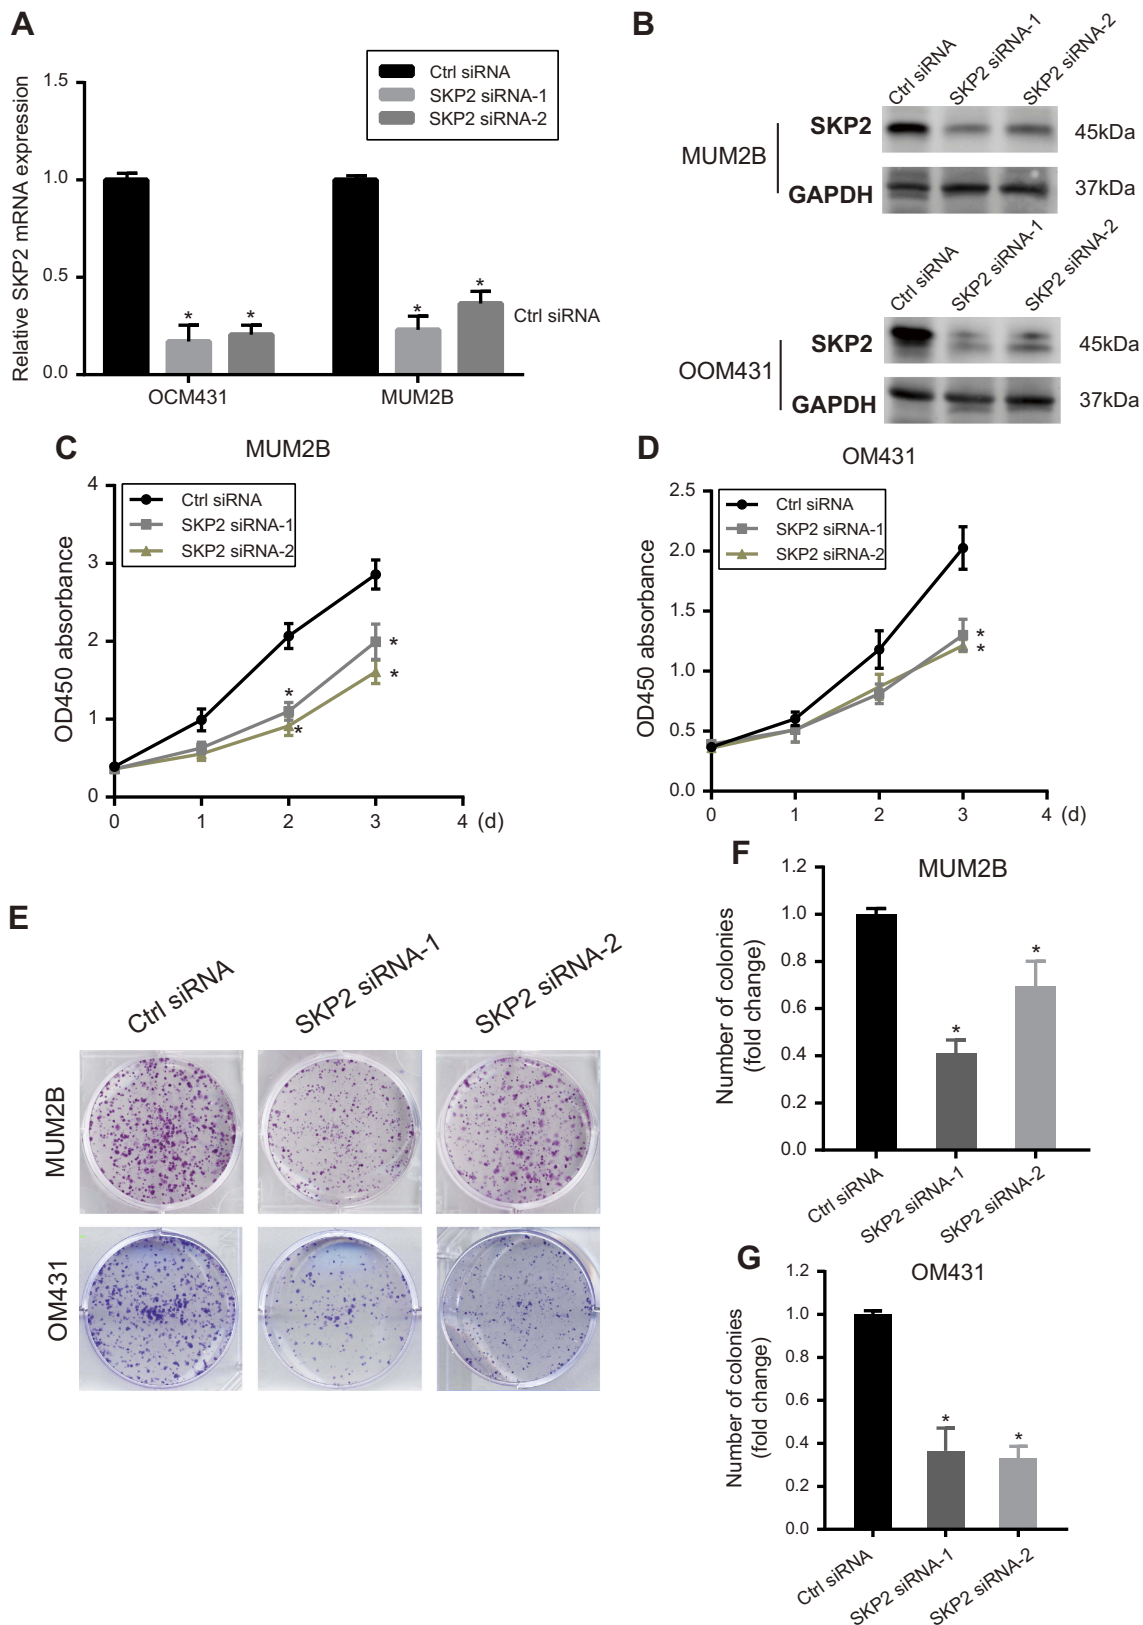 A
Relative SKP2 mRNA expression
1.5
1.0
0.5
0.0
Ctrl siRNA
SKP2 siRNA-1
SKP2 siRNA-2
* *
* *
Ctrl siRNA
OCM431 MUM2B
B
Ctrl siRNA SKP2 siRNA-1 SKP2 siRNA-2
MUM2B
SKP2 45kDa
GAPDH 37kDa
Ctrl siRNA SKP2 siRNA-1 SKP2 siRNA-2
OOM431
SKP2 45kDa
GAPDH 37kDa
C
MUM2B
OD450 absorbance
4
3
2
1
0
Ctrl siRNA
SKP2 siRNA-1
SKP2 siRNA-2
*
*
*
*
0 1 2 3 4 (d)
D
OM431
OD450 absorbance
2.5
2.0
1.5
1.0
0.5
0.0
Ctrl siRNA
SKP2 siRNA-1
SKP2 siRNA-2
*
*
0 1 2 3 4 (d)
E
Ctrl siRNA SKP2 siRNA-1 SKP2 siRNA-2
MUM2B
OM431
F
MUM2B
Number of colonies
(fold change)
1.2
1.0
0.8
0.6
0.4
0.2
0.0
*
*
Ctrl siRNA SKP2 siRNA-1 SKP2 siRNA-2
G
OM431
Number of colonies
(fold change)
1.2
1.0
0.8
0.6
0.4
0.2
0.0
*
*
Ctrl siRNA SKP2 siRNA-1 SKP2 siRNA-2